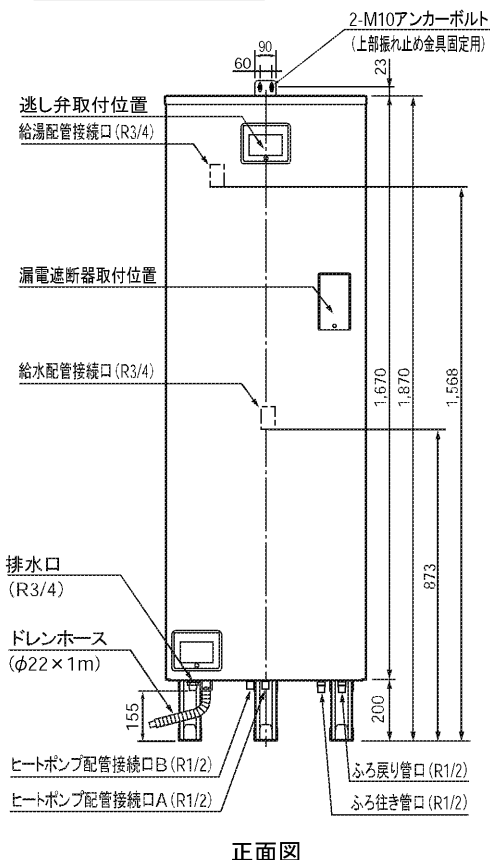 2-M10アンカーボルト
(上部振れ止め金具固定用)
90
60
23
逃し弁取付位置
給湯配管接続口(R3/4)
漏電遮断器取付位置
給水配管接続口(R3/4)
1,670
1,870
1,568
873
排水口
(R3/4)
ドレンホース
(φ22×1m)
155
200
ヒートポンプ配管接続口B(R1/2)
ヒートポンプ配管接続口A(R1/2)
ふろ戻り管口(R1/2)
ふろ往き管口(R1/2)
正面図